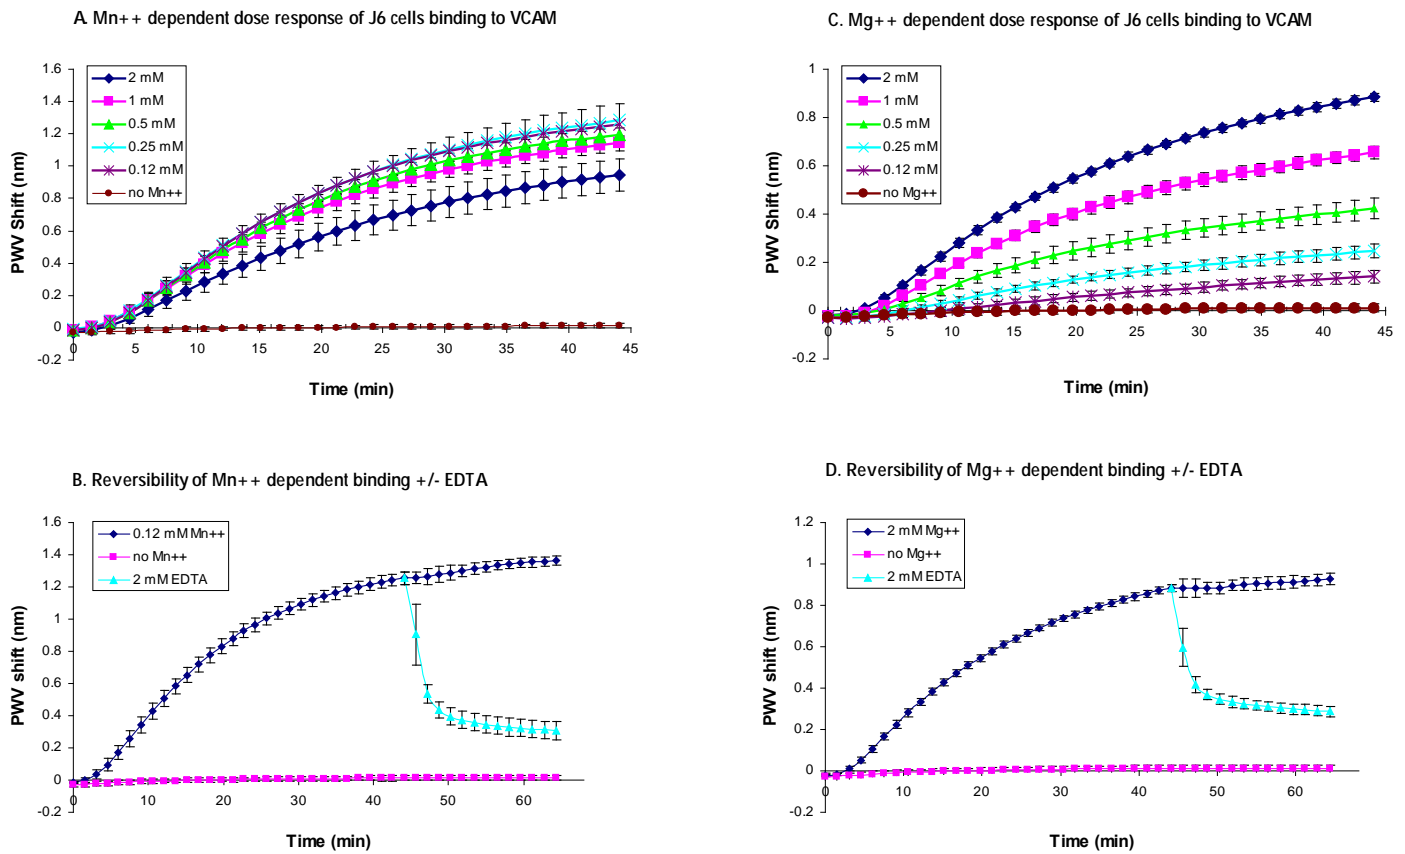 A. Mn++ dependent dose response of J6 cells binding to VCAM
1.6
1.4
1.2
1
0.8
0.6
0.4
0.2
0
-0.2
PWV Shift (nm)
2 mM
1 mM
0.5 mM
0.25 mM
0.12 mM
no Mn++
0 5 10 15 20 25 30 35 40 45
Time (min)
C. Mg++ dependent dose response of J6 cells binding to VCAM
1
0.8
0.6
0.4
0.2
0
-0.2
PWV Shift (nm)
2 mM
1 mM
0.5 mM
0.25 mM
0.12 mM
no Mg++
0 5 10 15 20 25 30 35 40 45
Time (min)
B. Reversibility of Mn++ dependent binding +/- EDTA
1.6
1.4
1.2
1
0.8
0.6
0.4
0.2
0
-0.2
PWV shift (nm)
0.12 mM Mn++
no Mn++
2 mM EDTA
0 10 20 30 40 50 60
Time (min)
D. Reversibility of Mg++ dependent binding +/- EDTA
1.2
1
0.8
0.6
0.4
0.2
0
-0.2
PWV shift (nm)
2 mM Mg++
no Mg++
2 mM EDTA
0 10 20 30 40 50 60
Time (min)